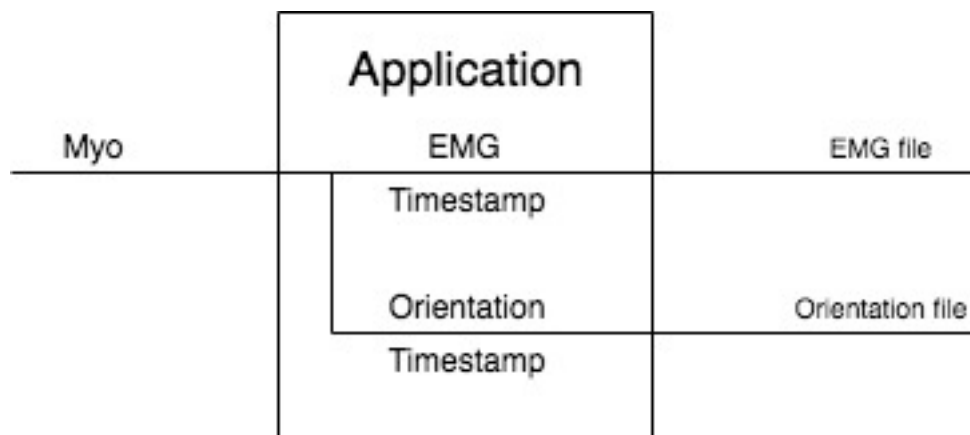 Application
Myo
EMG
EMG file
Timestamp
Orientation
Orientation file
Timestamp